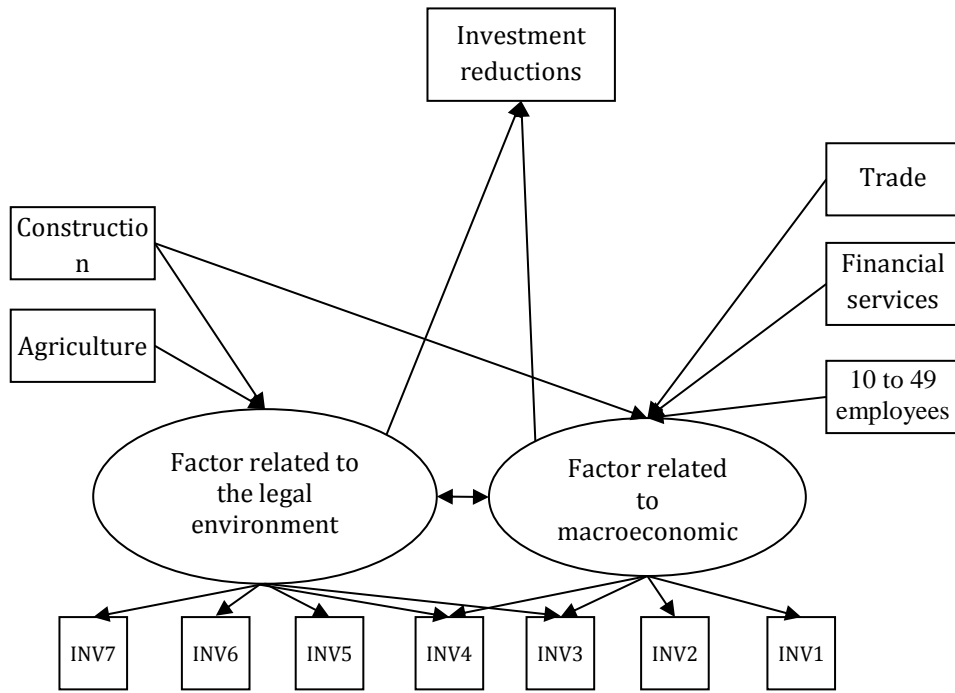 Investment
reductions
Trade
Constructio
n
Financial
services
Agriculture
10 to 49
employees
Factor related to
the legal
environment
Factor related
to
macroeconomic
INV7
INV6
INV5
INV4
INV3
INV2
INV1